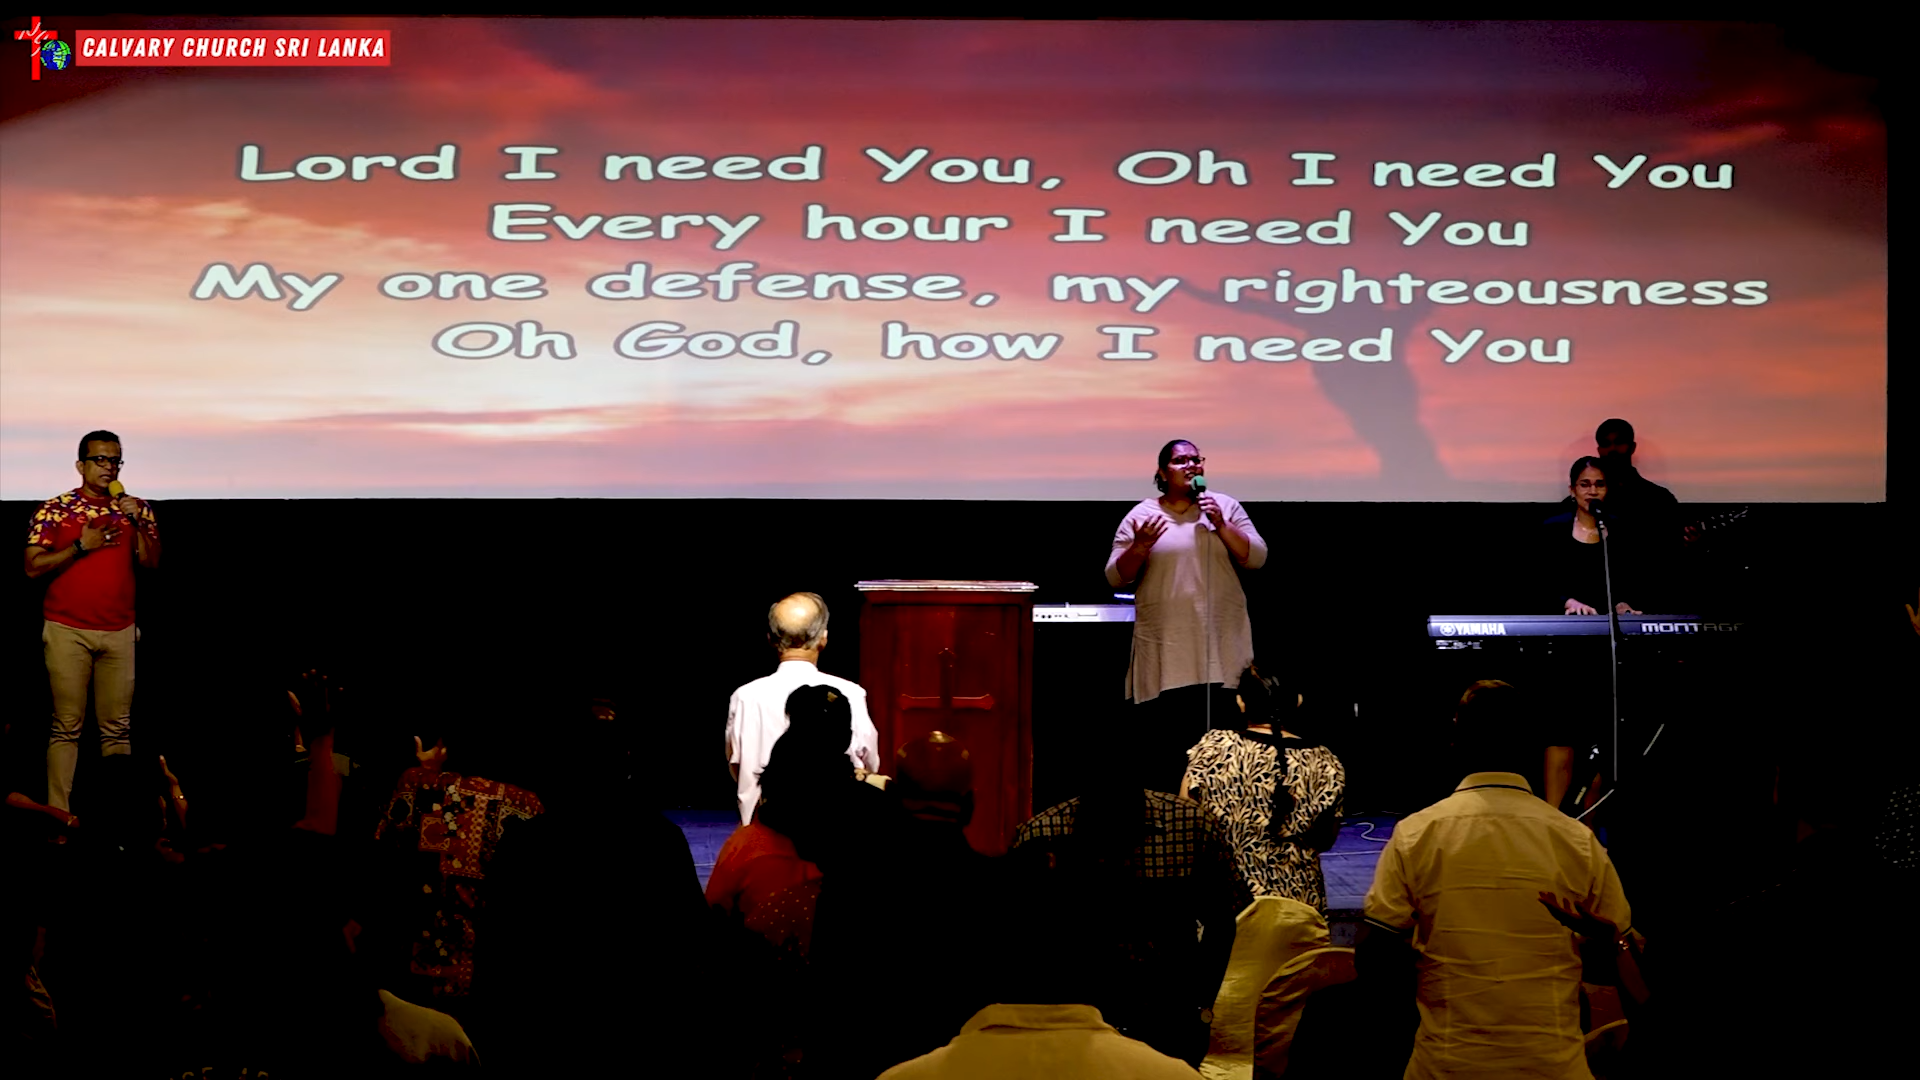 CALVARY CHURCH SRI LANKA
Lord I need You, Oh I need You
Every hour I need You
My one defense, my righteousness
Oh God, how I need You
YAMAHA
MONTAGE